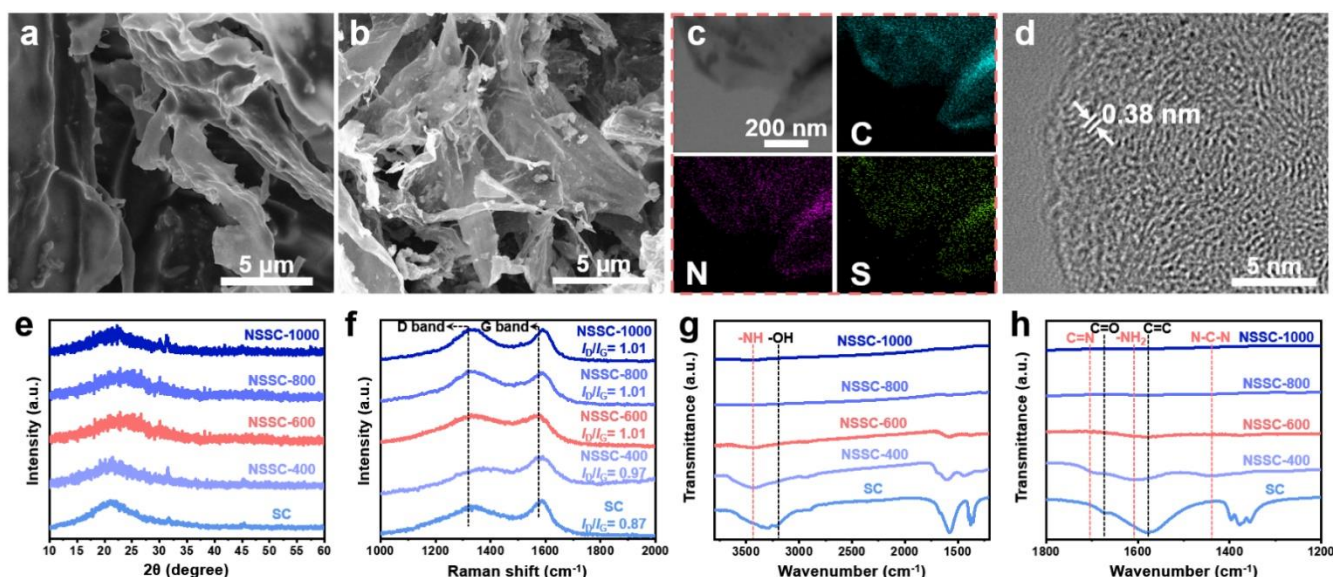 a
5 µm
b
5 µm
c
200 nm
C
N
S
d
0.38 nm
5 nm
e
NSSC-1000
NSSC-800
NSSC-600
NSSC-400
SC
Intensity (a.u.)
10 15 20 25 30 35 40 45 50 55 60
2θ (degree)
f
D band
G band
NSSC-1000
I_D/I_G= 1.01
NSSC-800
I_D/I_G= 1.01
NSSC-600
I_D/I_G= 1.01
NSSC-400
I_D/I_G= 0.97
SC
I_D/I_G= 0.87
Intensity (a.u.)
1000 1200 1400 1600 1800 2000
Raman shift (cm⁻¹)
g
-NH
-OH
NSSC-1000
NSSC-800
NSSC-600
NSSC-400
SC
Transmittance (a.u.)
3500 3000 2500 2000 1500
Wavenumber (cm⁻¹)
h
C=N
C=O
-NH₂
C=C
N-C-N
NSSC-1000
NSSC-800
NSSC-600
NSSC-400
SC
Transmittance (a.u.)
1800 1600 1400 1200
Wavenumber (cm⁻¹)